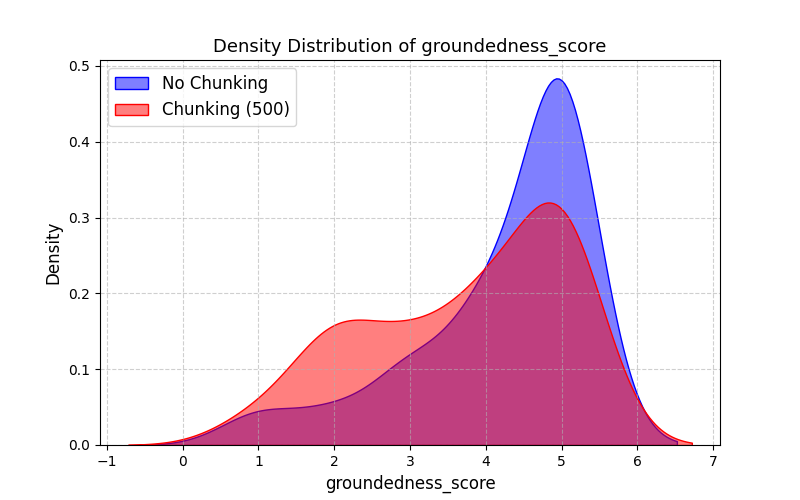 Density Distribution of groundedness_score
No Chunking
Chunking (500)
Density
0.5
0.4
0.3
0.2
0.1
0.0
−1 0 1 2 3 4 5 6 7
groundedness_score